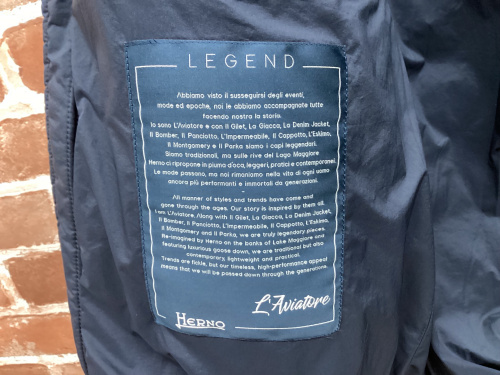 LEGEND
Abbiamo visto il susseguirsi degli eventi,
mode ed epoche, noi le abbiamo accompagnate tutte
facendo nostra la storia.
Io sono L'Aviatore e con Il Gilet, La Giacca, La Denim Jacket,
Il Bomber, Il Panciotto, L'Impermeabile, Il Cappotto, L'Eskimo,
Il Montgomery e Il Parka siamo i capi leggendari.
Siamo tradizionali, ma sulle rive del Lago Maggiore
Herno ci ripropone in piuma d'oca, leggeri, pratici e contemporanei.
Le mode passano, ma noi rimaniamo nella vita di ogni uomo
ancora più performanti e immortali da generazioni.
All manner of styles and trends have come and
gone through the ages. Our story is inspired by them all.
I am L'Aviatore. Along with Il Gilet, La Giacca, La Denim Jacket,
Il Bomber, Il Panciotto, L'Impermeabile, Il Cappotto, L'Eskimo,
Il Montgomery and Il Parka, we are truly legendary pieces.
Re-imagined by Herno on the banks of Lake Maggiore and
featuring luxurious goose down, we are traditional but also
contemporary, lightweight and practical.
Trends are fickle, but our timeless, high-performance appeal
means that we will be passed down through the generations.
L'Aviatore
HERNO